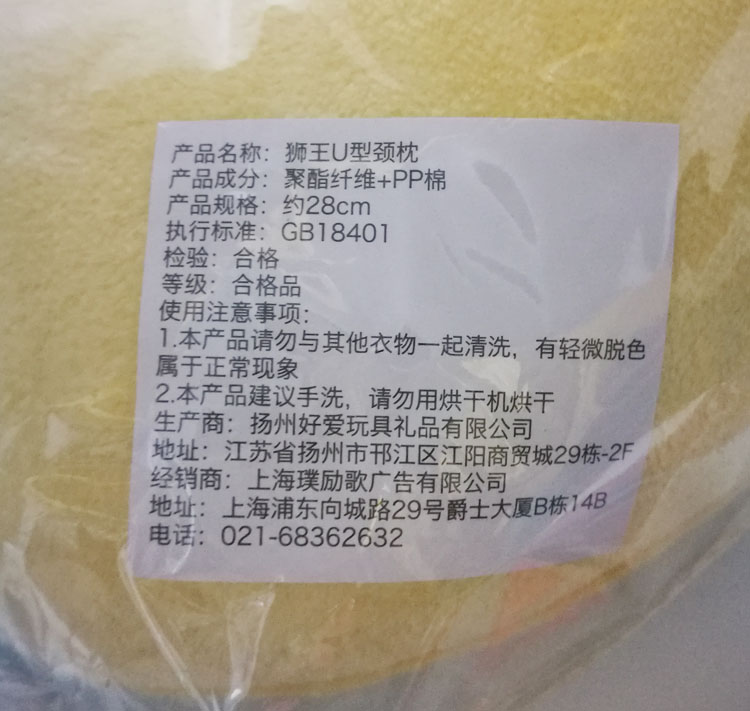 产品名称：狮王U型颈枕
产品成分：聚酯纤维+PP棉
产品规格：约28cm
执行标准：GB18401
检验：合格
等级：合格品
使用注意事项：
1.本产品请勿与其他衣物一起清洗，有轻微脱色
属于正常现象
2.本产品建议手洗，请勿用烘干机烘干
生产商：扬州好爱玩具礼品有限公司
地址：江苏省扬州市邗江区江阳商贸城29栋-2F
经销商：上海璞励歌广告有限公司
地址：上海浦东向城路29号爵士大厦B栋14B
电话：021-68362632